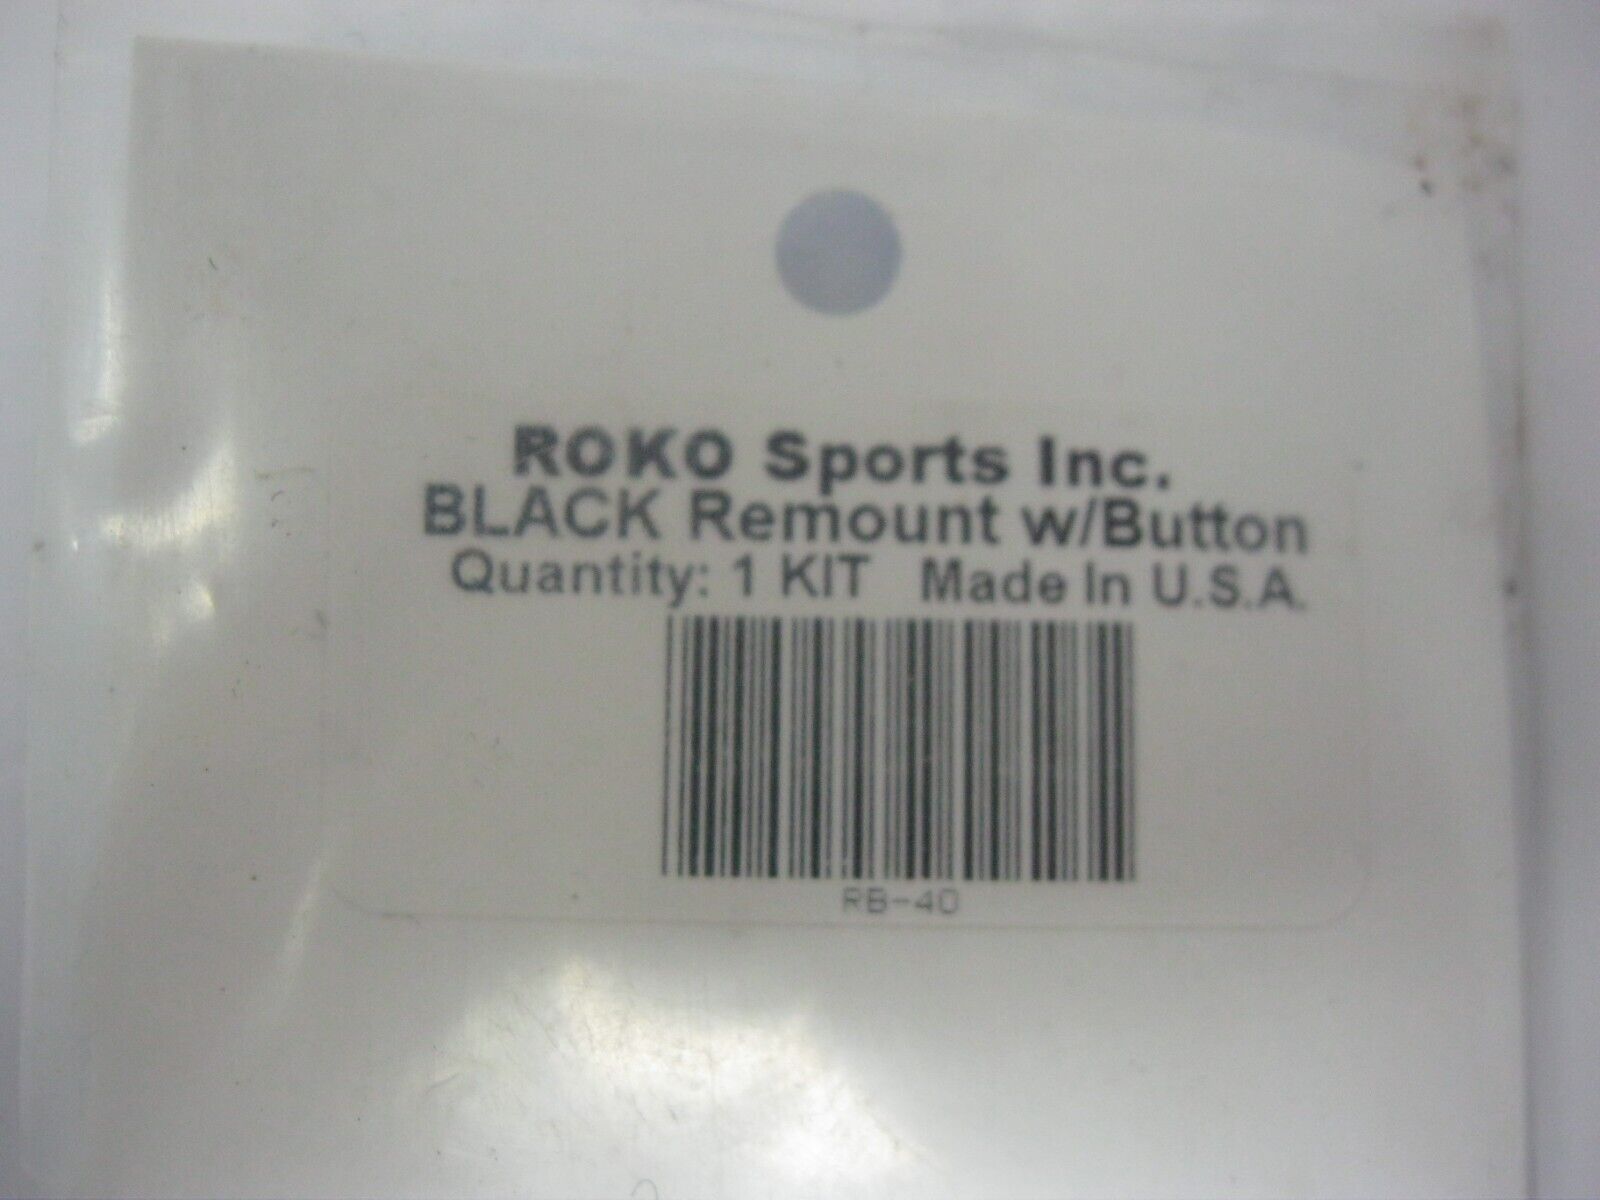 ROKO Sports Inc.
BLACK Remount w/Button
Quantity: 1 KIT Made In U.S.A.
RB-40